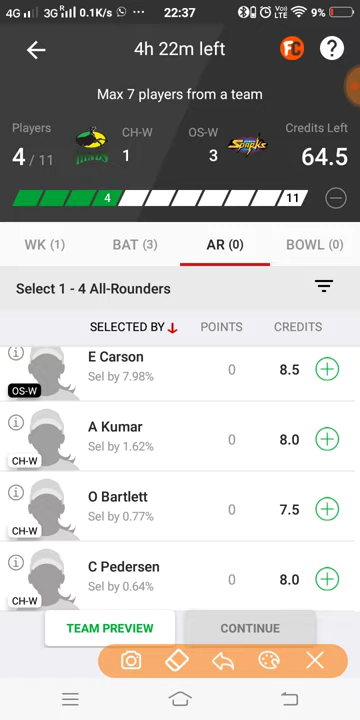 4G 3G R 0.1K/s ... 22:37 Vo) LTE 9%
4h 22m left FC ?
Max 7 players from a team
Players CH-W OS-W Credits Left
4 / 11 HINDS 1 3 Sparks 64.5
4 11
WK (1) BAT (3) AR (0) BOWL (0)
Select 1 - 4 All-Rounders
SELECTED BY POINTS CREDITS
E Carson
Sel by 7.98% 0 8.5
OS-W
A Kumar
Sel by 1.62% 0 8.0
CH-W
O Bartlett
Sel by 0.77% 0 7.5
CH-W
C Pedersen
Sel by 0.64% 0 8.0
CH-W
TEAM PREVIEW CONTINUE